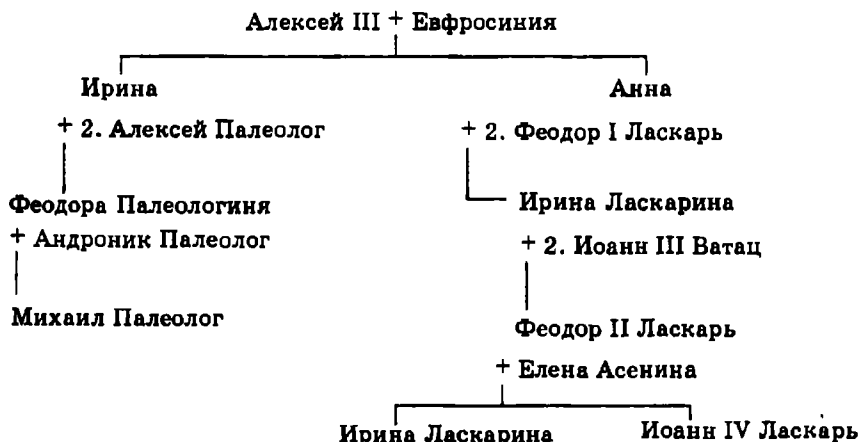 Алексей III + Евфросиния
Ирина Анна
+ 2. Алексей Палеолог + 2. Феодор I Ласкарь
Феодора Палеологиня Ирина Ласкарина
+ Андроник Палеолог + 2. Иоанн III Ватац
Михаил Палеолог Феодор II Ласкарь
+ Елена Асенина
Ирина Ласкарина Иоанн IV Ласкарь